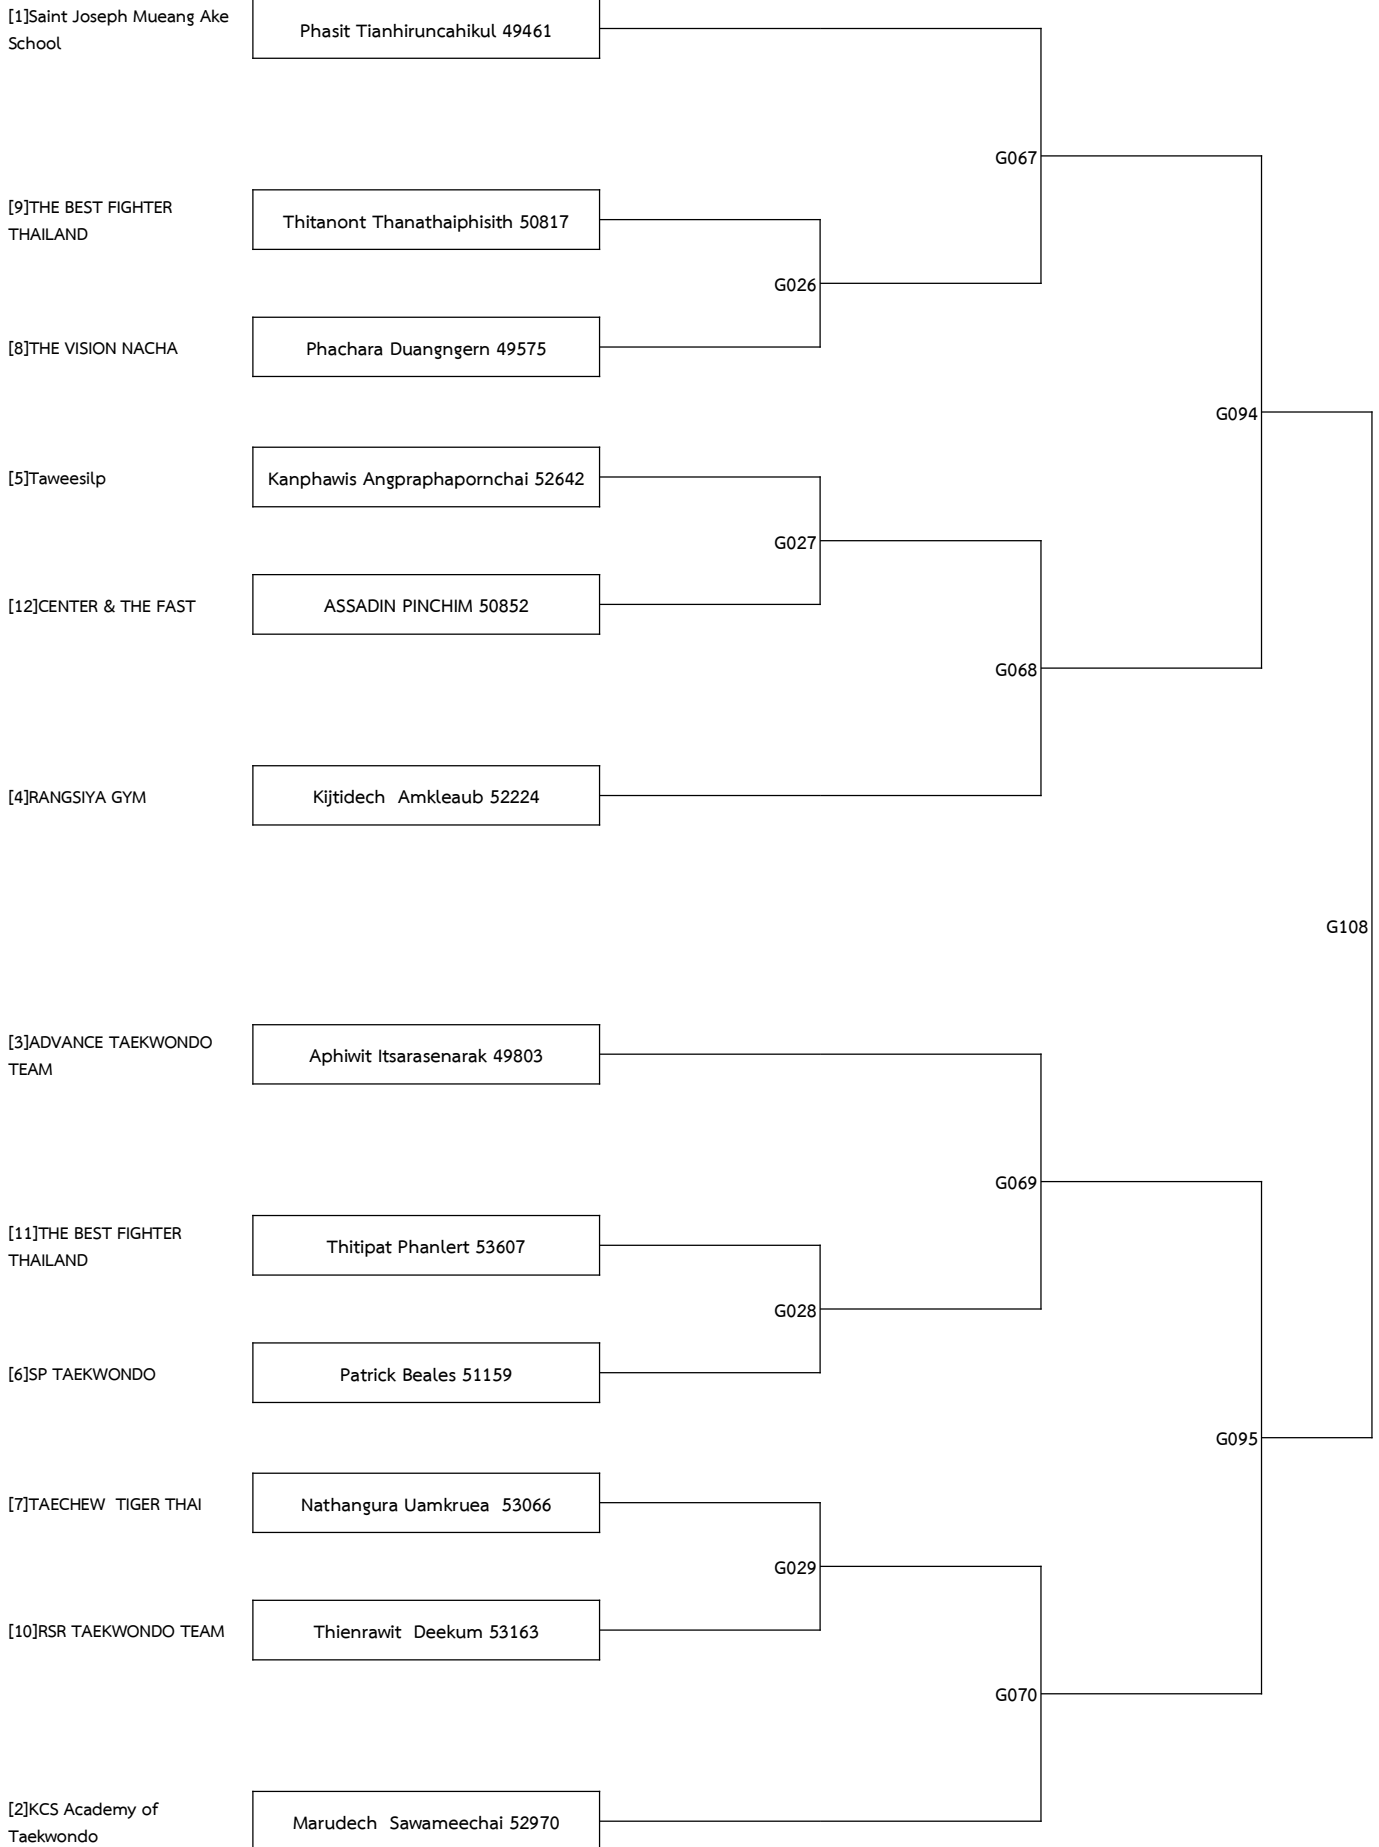 [1]Saint Joseph Mueang Ake
School
Phasit Tianhiruncahikul 49461
G067
[9]THE BEST FIGHTER
THAILAND
Thitanont Thanathaiphisith 50817
G026
[8]THE VISION NACHA
Phachara Duangngern 49575
G094
[5]Taweesilp
Kanphawis Angpraphapornchai 52642
G027
[12]CENTER & THE FAST
ASSADIN PINCHIM 50852
G068
[4]RANGSIYA GYM
Kijtidech  Amkleaub 52224
G108
[3]ADVANCE TAEKWONDO
TEAM
Aphiwit Itsarasenarak 49803
G069
[11]THE BEST FIGHTER
THAILAND
Thitipat Phanlert 53607
G028
[6]SP TAEKWONDO
Patrick Beales 51159
G095
[7]TAECHEW  TIGER THAI
Nathangura Uamkruea  53066
G029
[10]RSR TAEKWONDO TEAM
Thienrawit  Deekum 53163
G070
[2]KCS Academy of
Taekwondo
Marudech  Sawameechai 52970